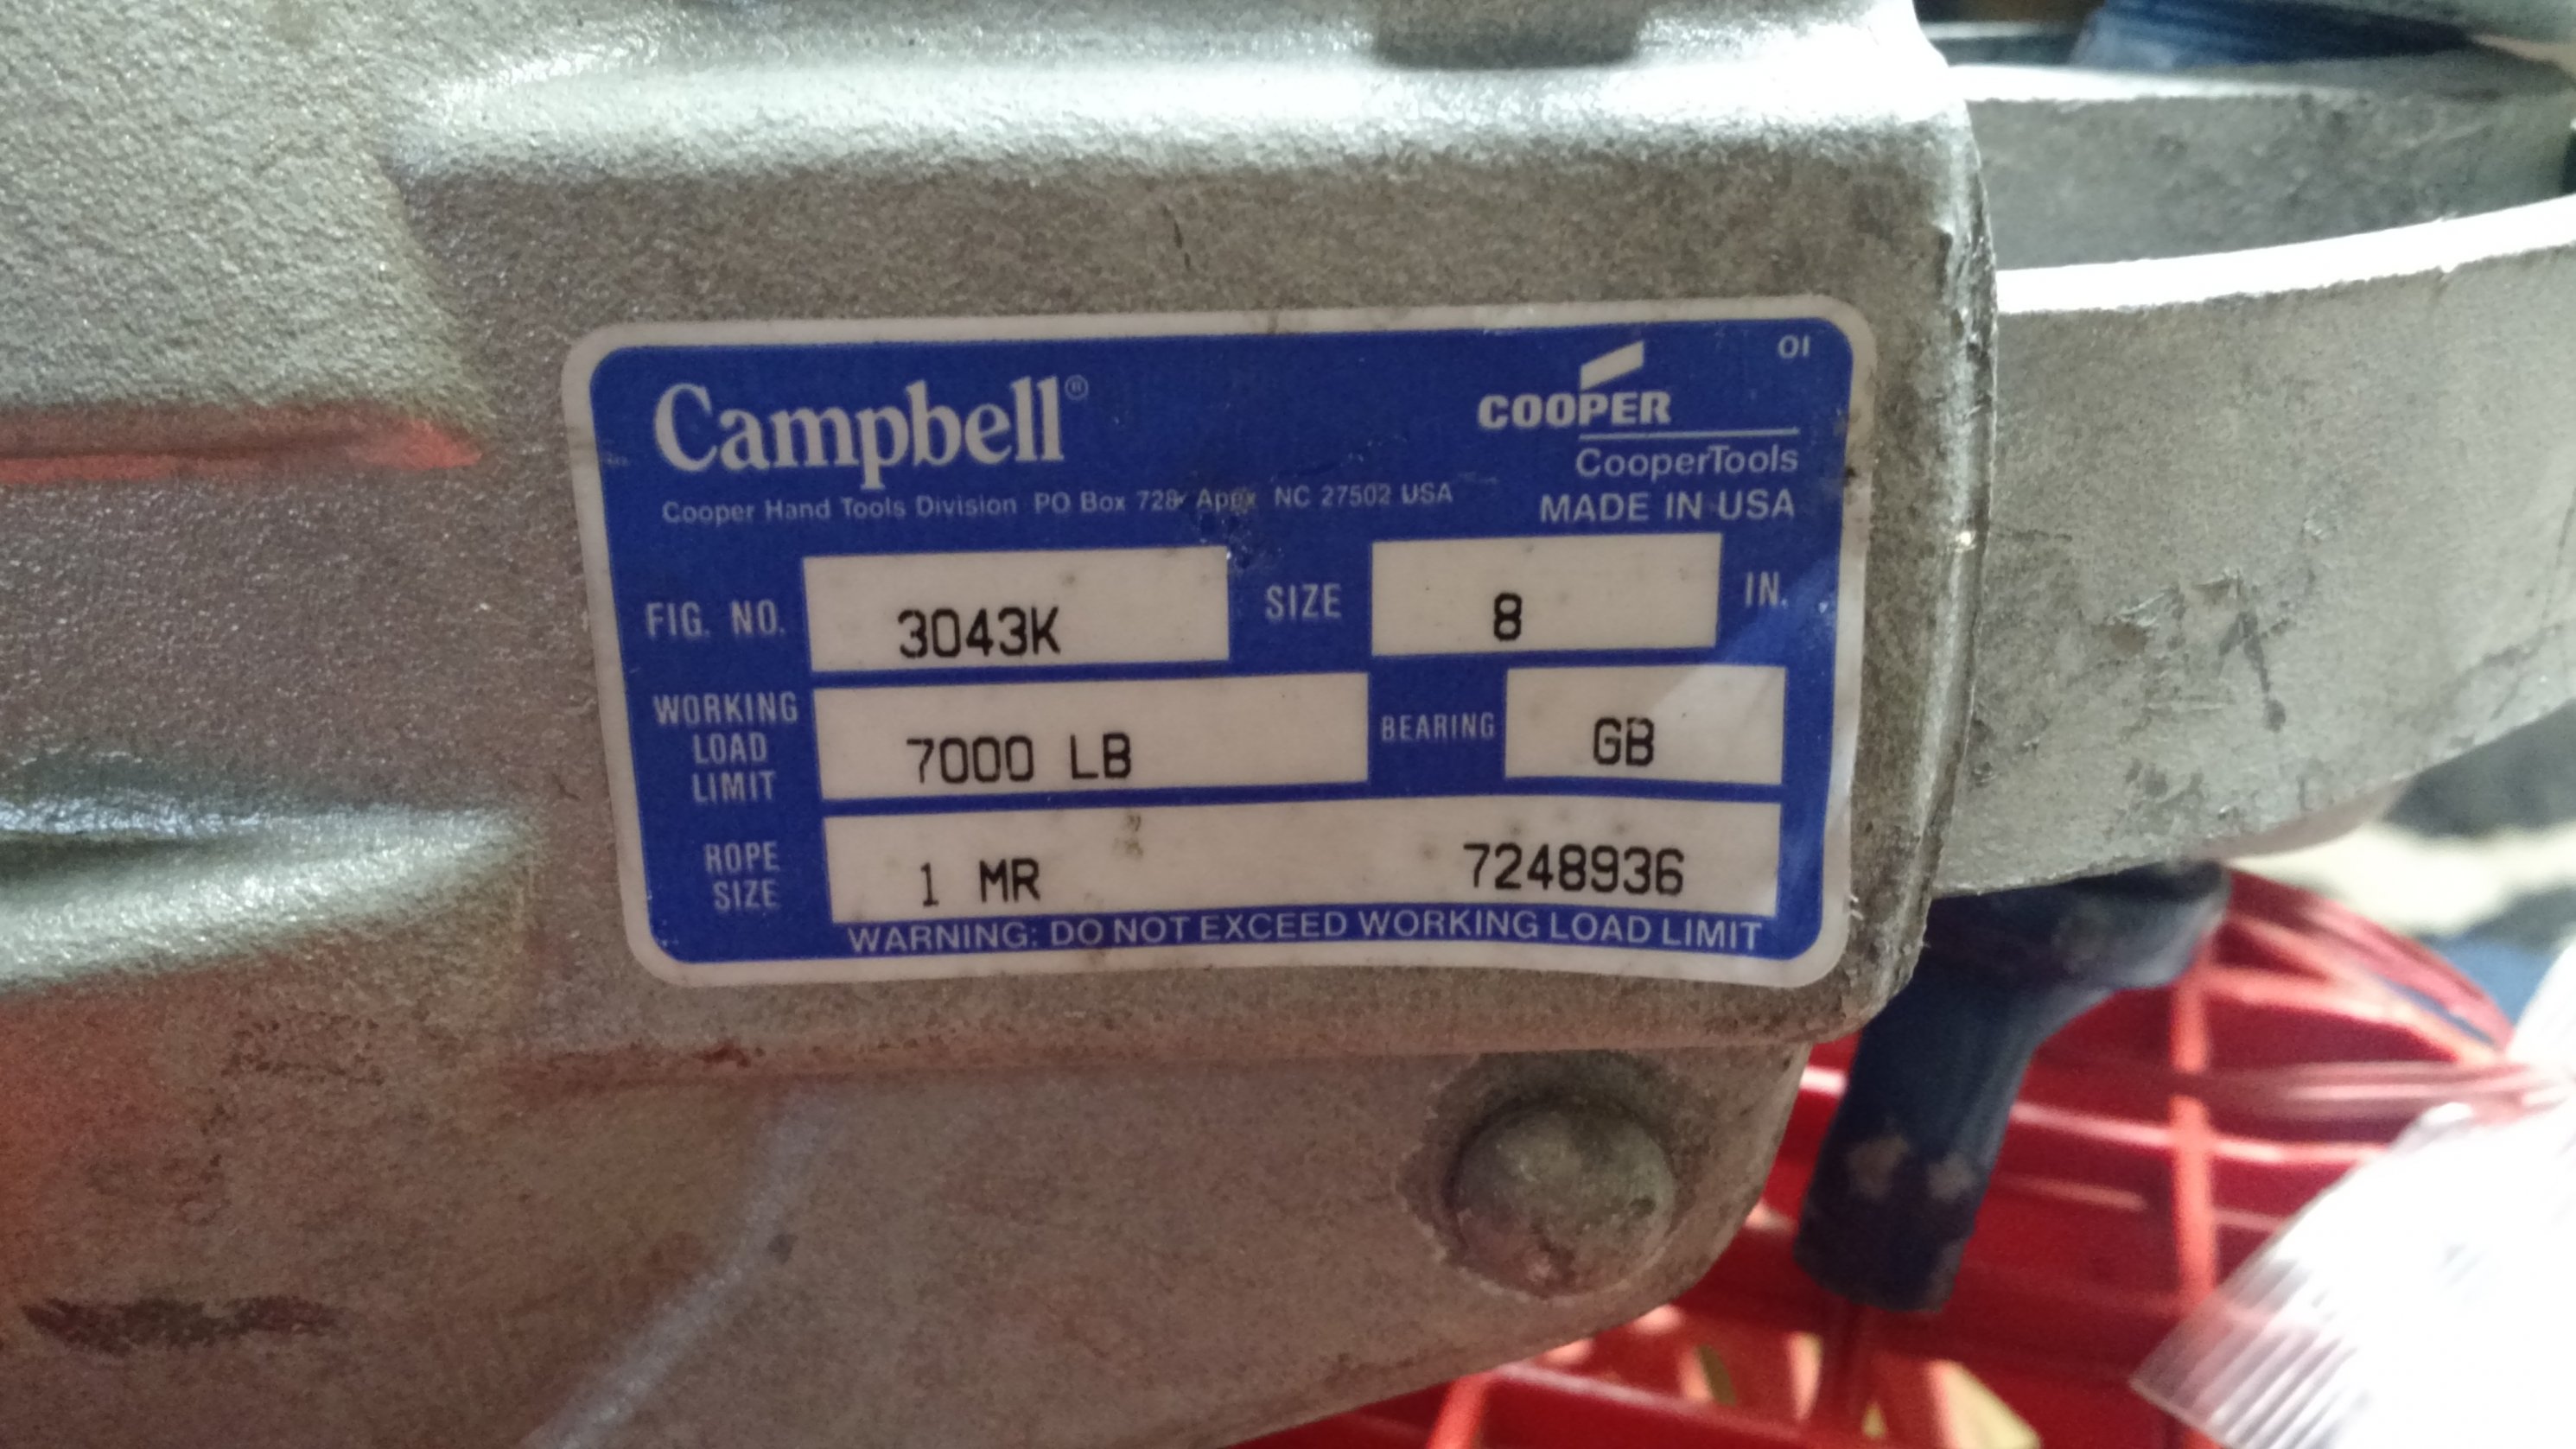 OI
Campbell®
COOPER
CooperTools
Cooper Hand Tools Division PO Box 728 Apex NC 27502 USA
MADE IN USA
FIG. NO. 3043K SIZE 8 IN.
WORKING LOAD LIMIT 7000 LB BEARING GB
ROPE SIZE 1 MR 7248936
WARNING: DO NOT EXCEED WORKING LOAD LIMIT